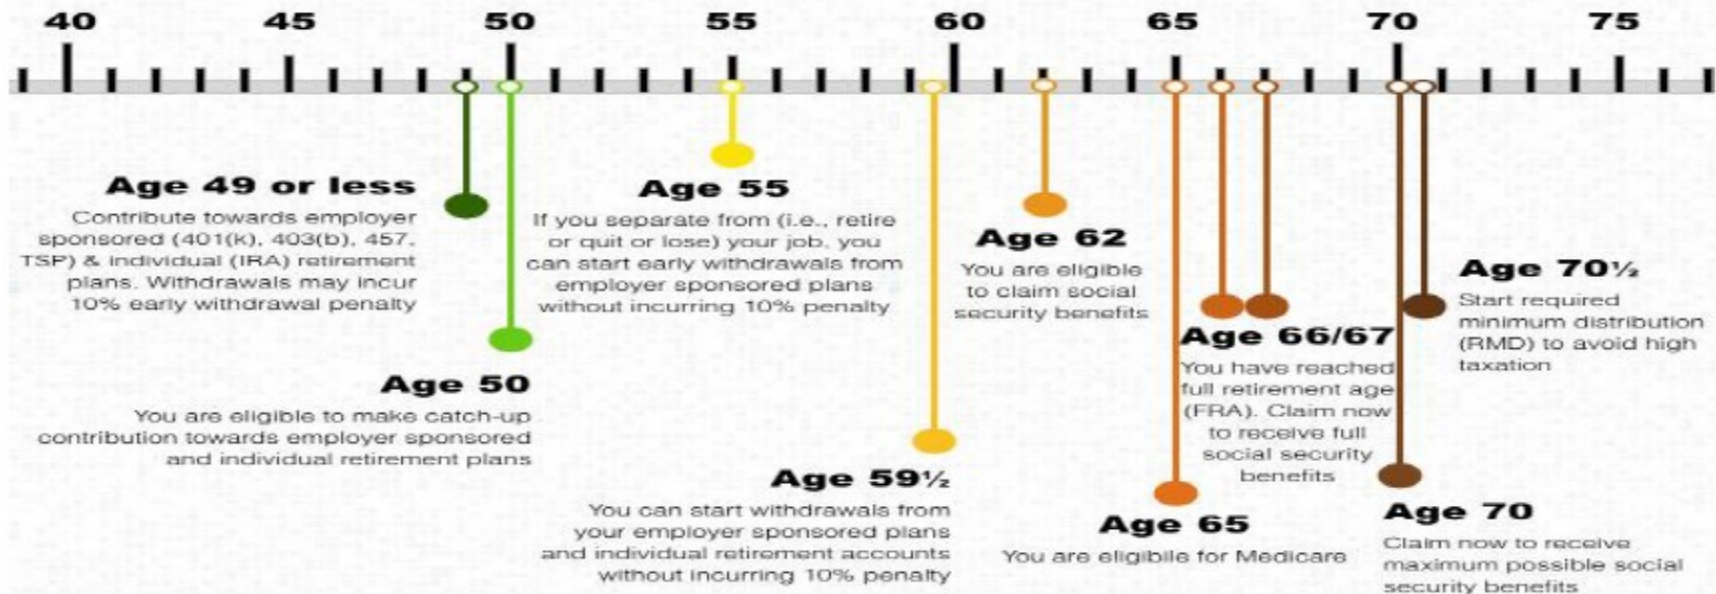 40 45 50 55 60 65 70 75
Age 49 or less
Contribute towards employer
sponsored (401(k), 403(b), 457,
TSP) & individual (IRA) retirement
plans. Withdrawals may incur
10% early withdrawal penalty
Age 50
You are eligible to make catch-up
contribution towards employer sponsored
and individual retirement plans
Age 55
If you separate from (i.e., retire
or quit or lose) your job, you
can start early withdrawals from
employer sponsored plans
without incurring 10% penalty
Age 59½
You can start withdrawals from
your employer sponsored plans
and individual retirement accounts
without incurring 10% penalty
Age 62
You are eligible
to claim social
security benefits
Age 65
You are eligibile for Medicare
Age 66/67
You have reached
full retirement age
(FRA). Claim now
to receive full
social security
benefits
Age 70
Claim now to receive
maximum possible social
security benefits
Age 70½
Start required
minimum distribution
(RMD) to avoid high
taxation